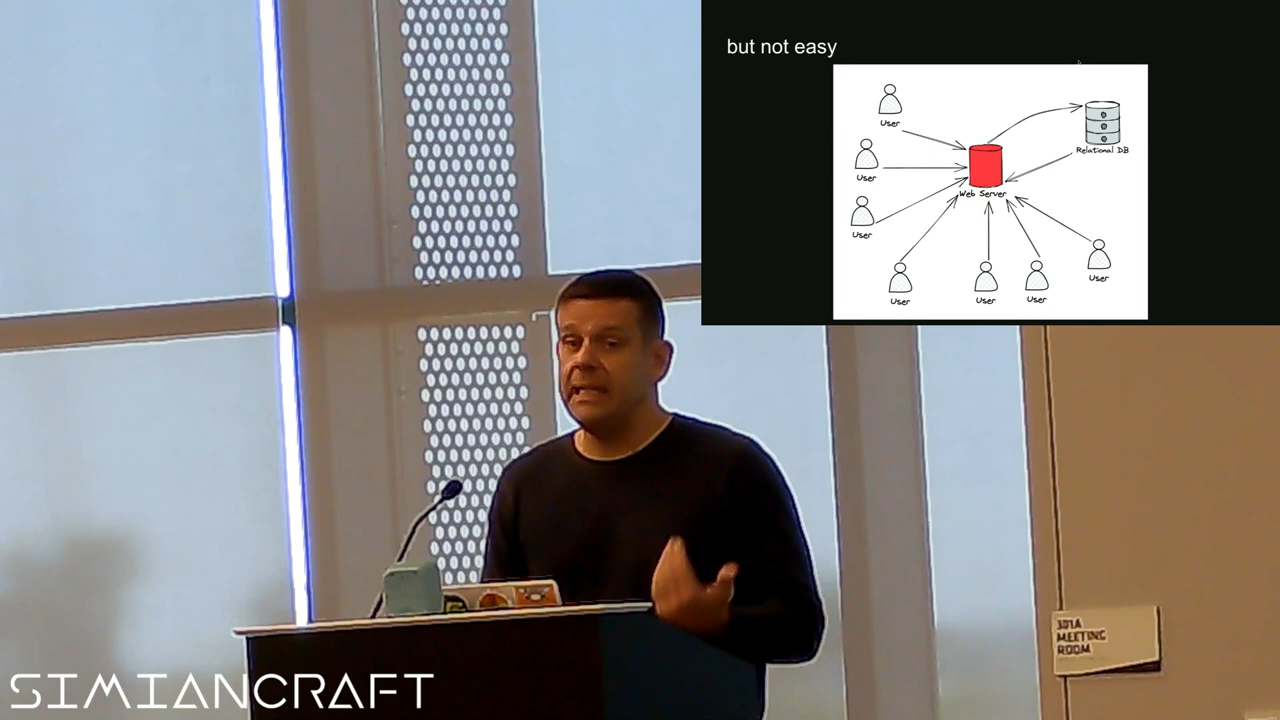 but not easy
User
User
User
User
User
User
User
Web Server
Relational DB
301A
MEETING
ROOM
SIMIANCRAFT